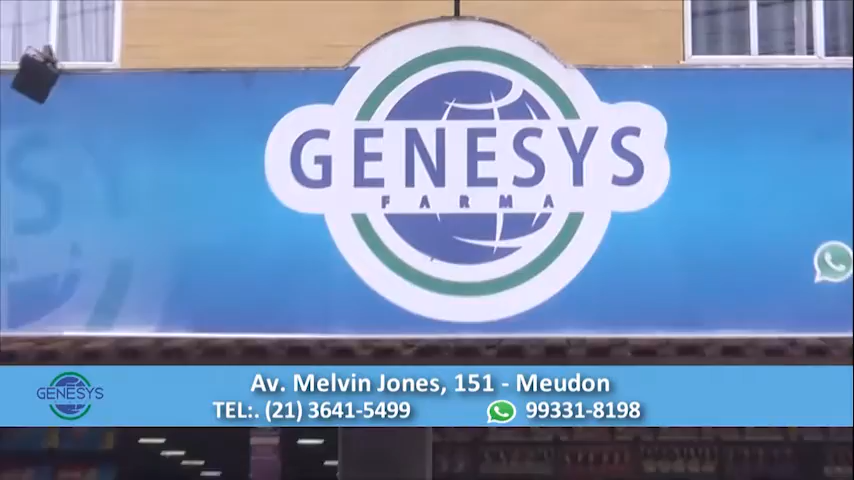 GENESYS
FARMA
GENESYS
Av. Melvin Jones, 151 - Meudon
TEL:. (21) 3641-5499 99331-8198